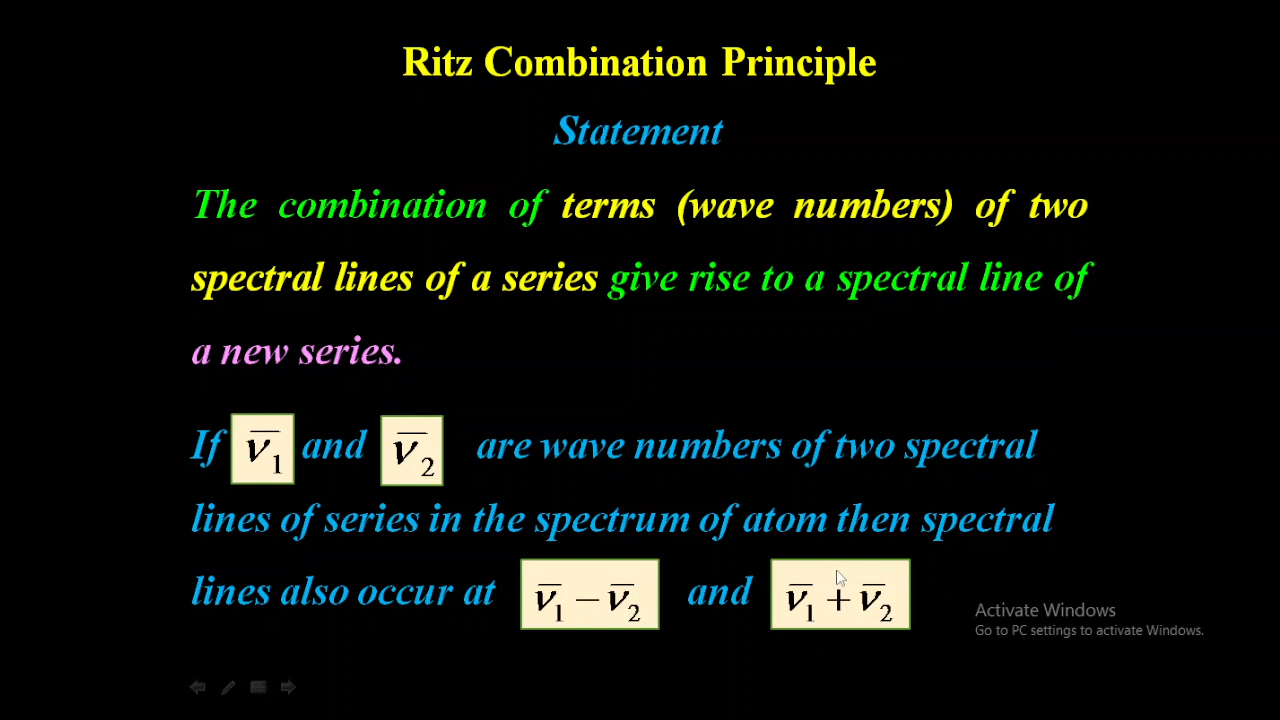 Ritz Combination Principle
Statement
The combination of terms (wave numbers) of two
spectral lines of a series give rise to a spectral line of
a new series.
If ν̅₁ and ν̅₂ are wave numbers of two spectral
lines of series in the spectrum of atom then spectral
lines also occur at ν̅₁ − ν̅₂ and ν̅₁ + ν̅₂
Activate Windows
Go to PC settings to activate Windows.